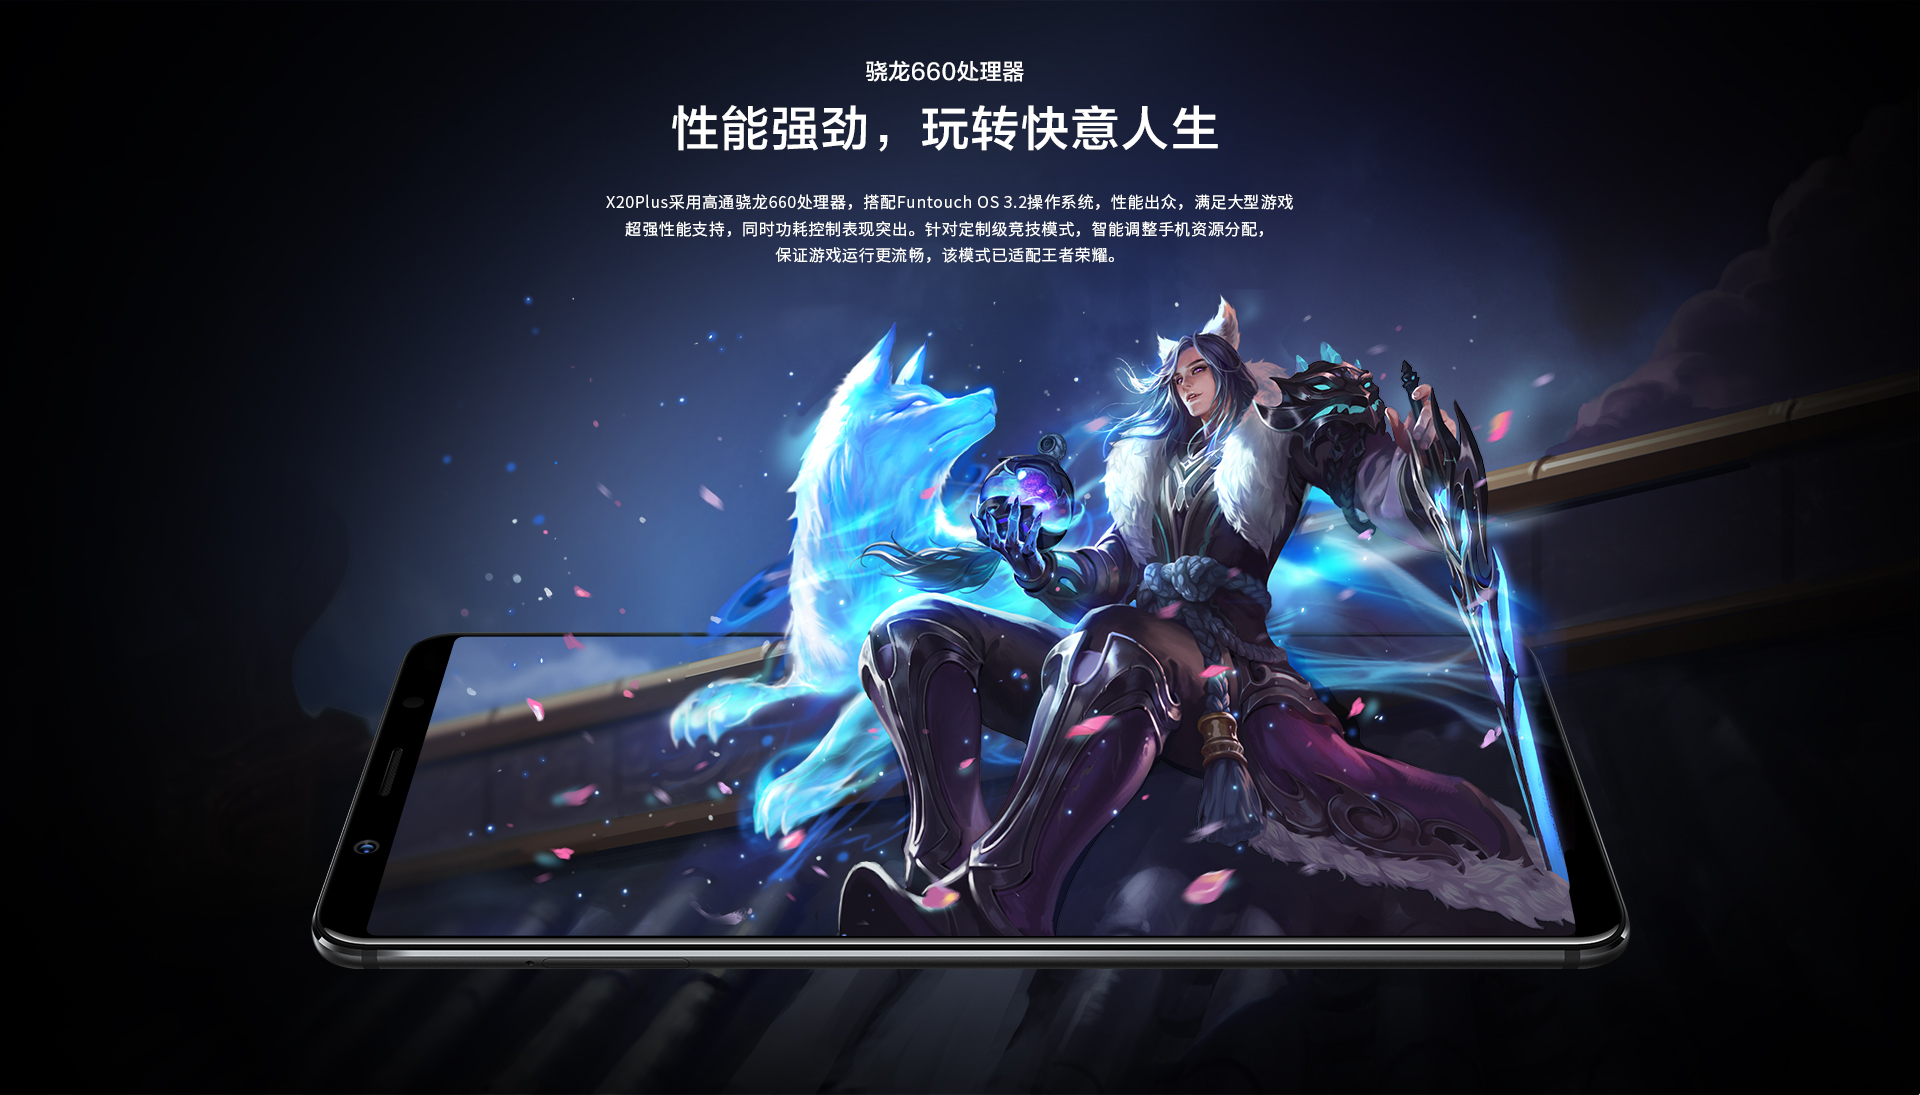 骁龙660处理器
性能强劲，玩转快意人生
X20Plus采用高通骁龙660处理器，搭配Funtouch OS 3.2操作系统，性能出众，满足大型游戏
超强性能支持，同时功耗控制表现突出。针对定制级竞技模式，智能调整手机资源分配，
保证游戏运行更流畅，该模式已适配王者荣耀。